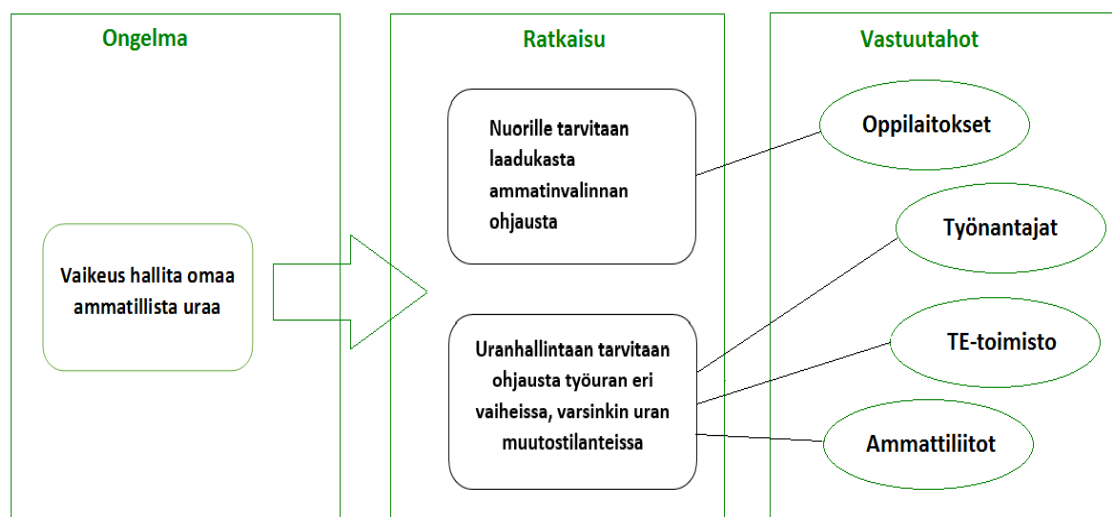 Ongelma
Vaikeus hallita omaa
ammatillista uraa
Ratkaisu
Nuorille tarvitaan
laadukasta
ammatinvalinnan
ohjausta
Uranhallintaan tarvitaan
ohjausta työuran eri
vaiheissa, varsinkin uran
muutostilanteissa
Vastuutahot
Oppilaitokset
Työnantajat
TE-toimisto
Ammattiliitot